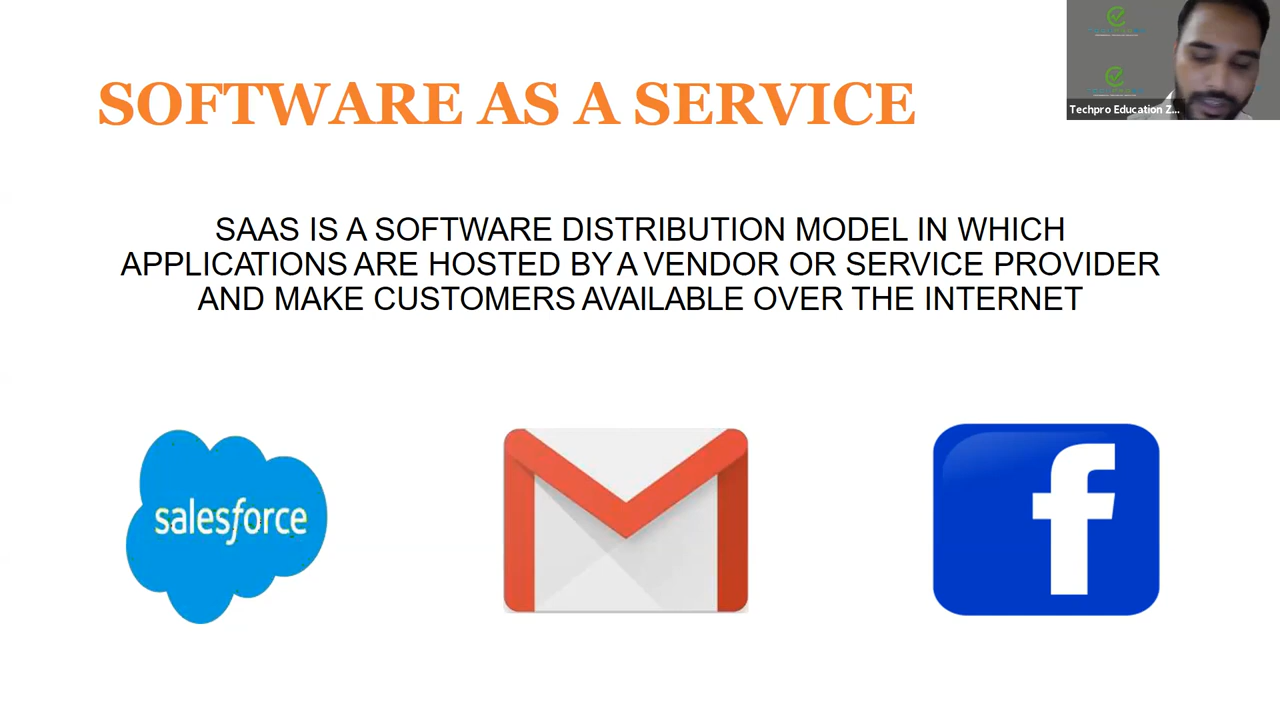 SOFTWARE AS A SERVICE
Techpro Education Z...
SAAS IS A SOFTWARE DISTRIBUTION MODEL IN WHICH
APPLICATIONS ARE HOSTED BY A VENDOR OR SERVICE PROVIDER
AND MAKE CUSTOMERS AVAILABLE OVER THE INTERNET
salesforce
f